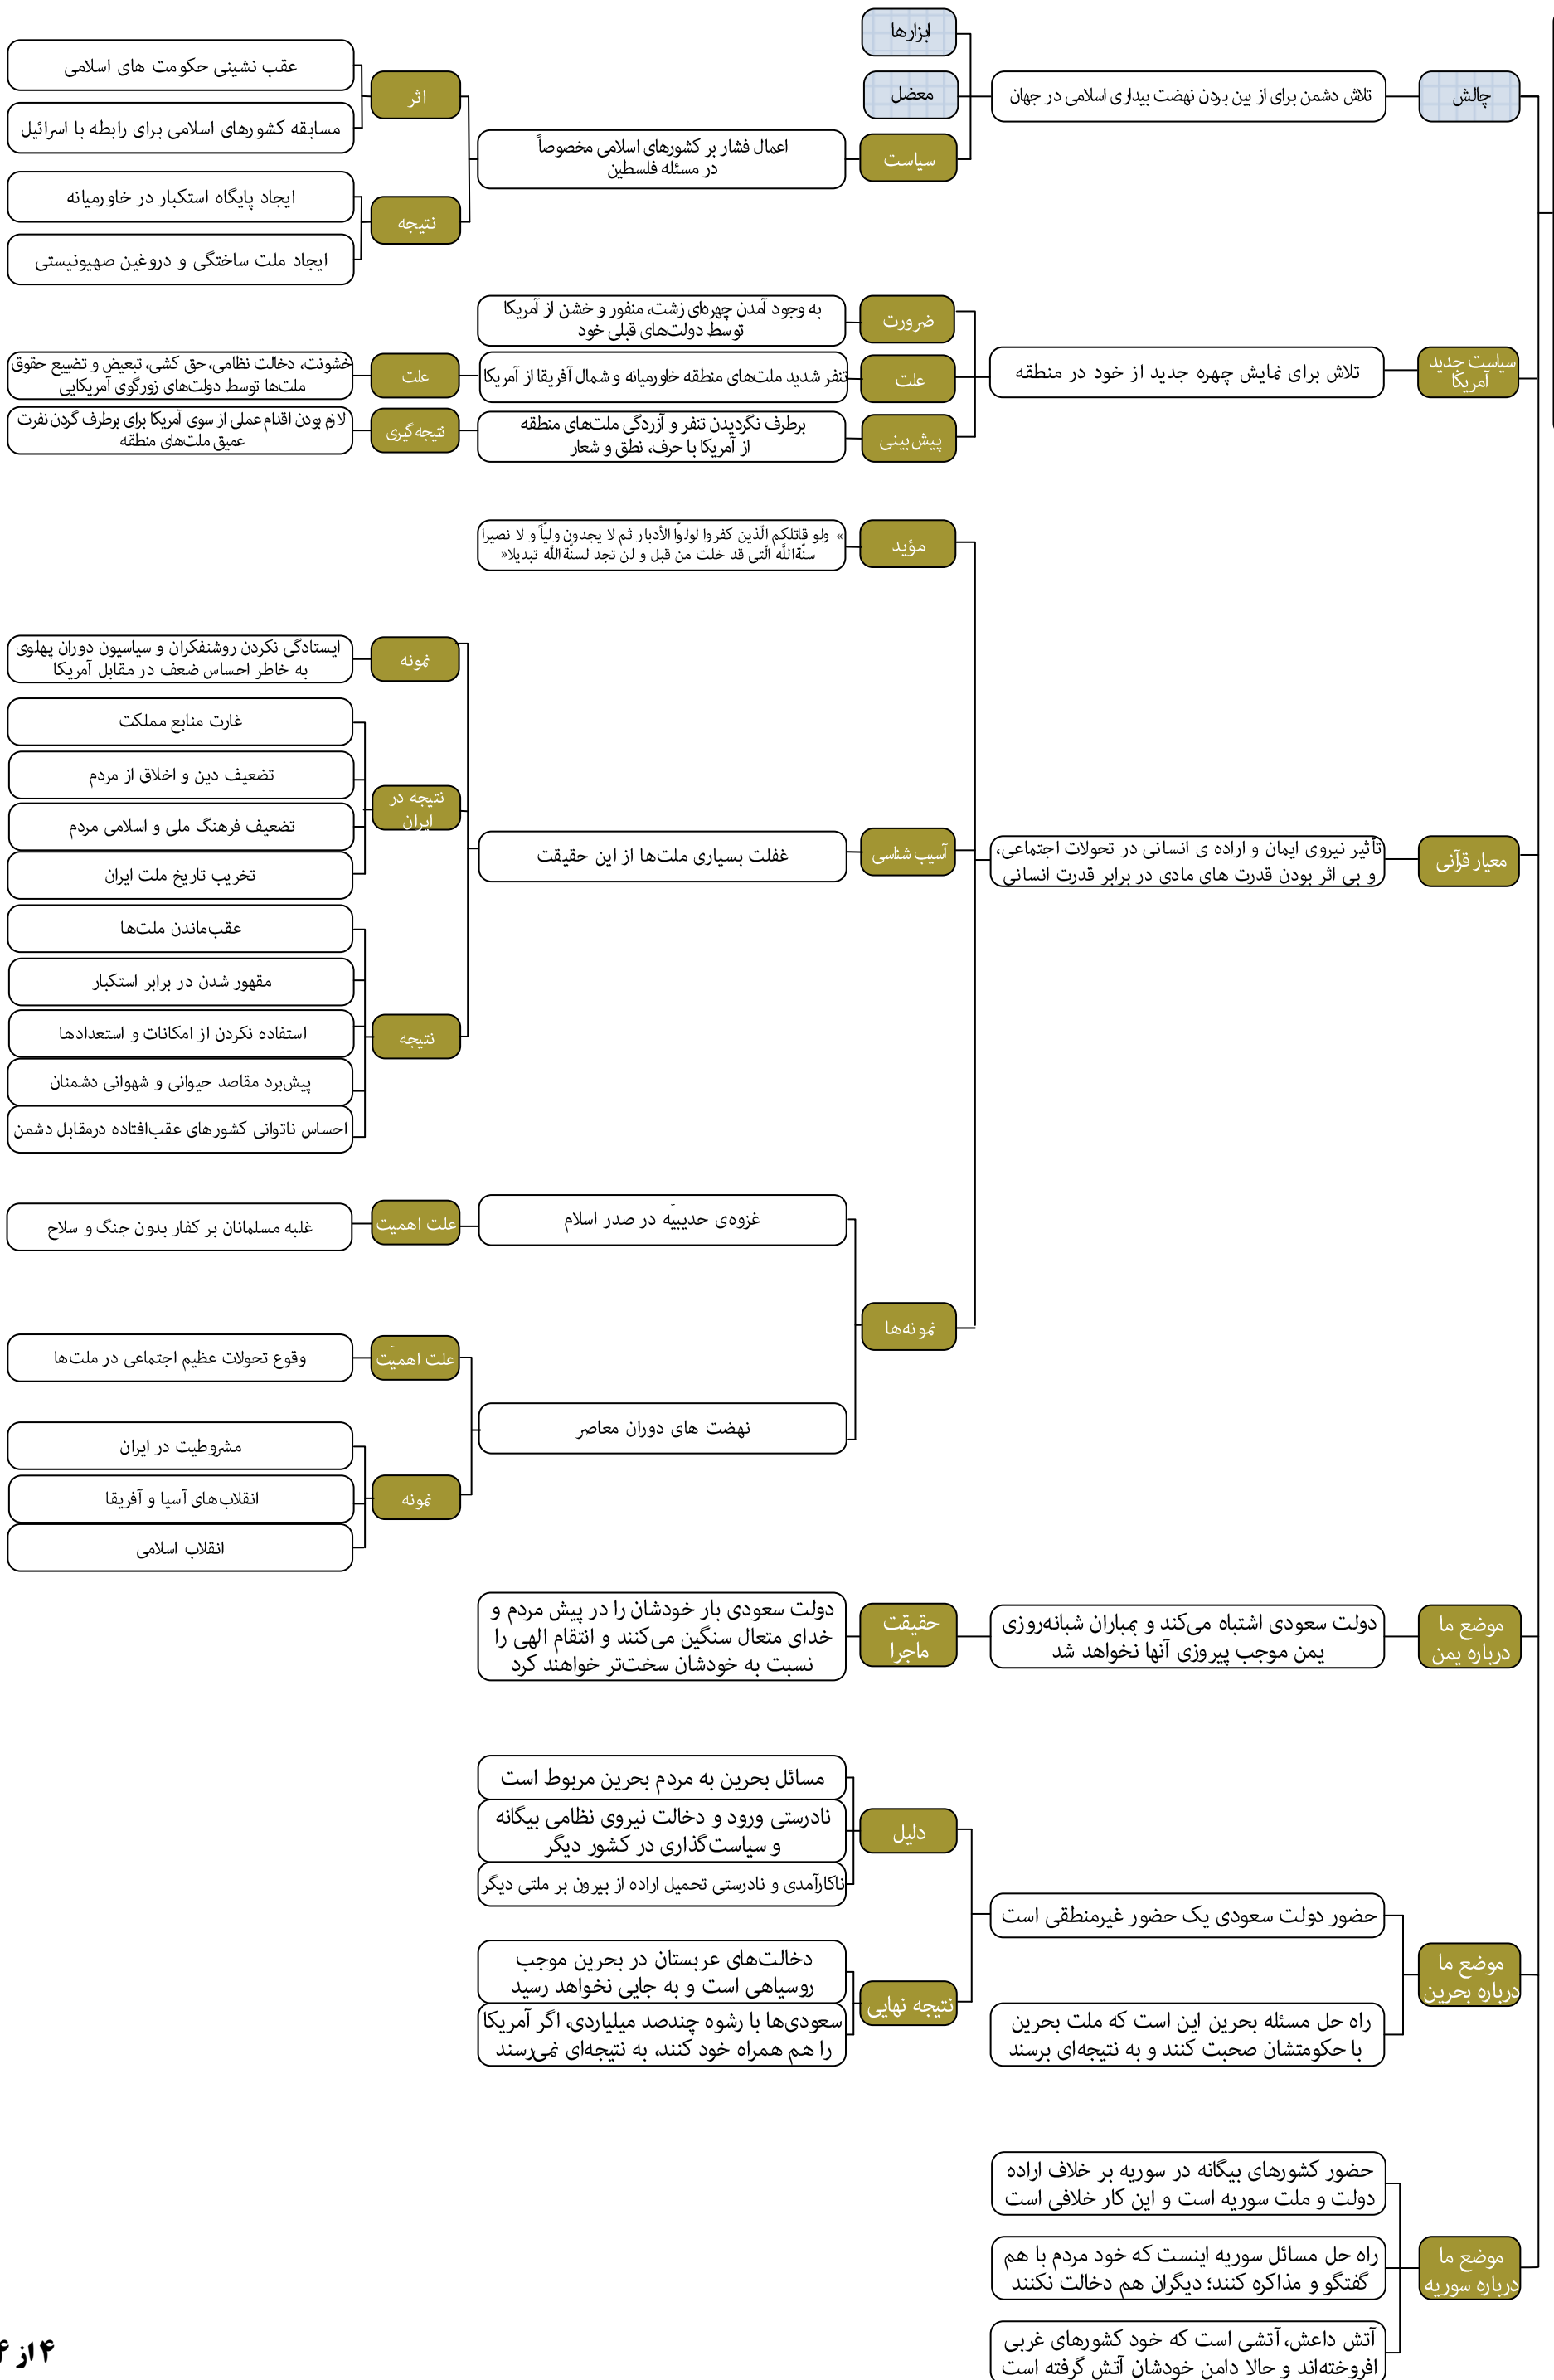 چالش
تلاش دشمن برای از بین بردن نهضت بیداری اسلامی در جهان
ابزارها
معضل
سیاست
اعمال فشار بر کشورهای اسلامی مخصوصاً
در مسئله فلسطین
اثر
عقب نشینی حکومت های اسلامی
مسابقه کشورهای اسلامی برای رابطه با اسرائیل
نتیجه
ایجاد پایگاه استکبار در خاورمیانه
ایجاد ملت ساختگی و دروغین صهیونیستی
سیاست جدید
آمریکا
تلاش برای نمایش چهره جدید از خود در منطقه
ضرورت
به وجود آمدن چهره‌ای زشت، منفور و خشن از آمریکا
توسط دولت‌های قبلی خود
علت
تنفر شدید ملت‌های منطقه خاورمیانه و شمال آفریقا از آمریکا
علت
خشونت، دخالت نظامی، حق کشی، تبعیض و تضییع حقوق
ملت‌ها توسط دولت‌های زورگوی آمریکایی
پیش‌بینی
برطرف نگردیدن تنفر و آزردگی ملت‌های منطقه
از آمریکا با حرف، نطق و شعار
نتیجه‌گیری
لازم بودن اقدام عملی از سوی آمریکا برای برطرف گردن نفرت
عمیق ملت‌های منطقه
معیار قرآنی
تأثیر نیروی ایمان و اراده ی انسانی در تحولات اجتماعی،
و بی اثر بودن قدرت های مادی در برابر قدرت انسانی
مؤید
» ولو قاتلکم الّذین کفروا لولوّا الأدبار ثم لا یجدون ولیّاً و لا نصیرا
سنّةاللَّه الّتی قد خلت من قبل و لن تجد لسنّةاللَّه تبدیلا«
آسیب شناسی
غفلت بسیاری ملت‌ها از این حقیقت
نمونه
ایستادگی نکردن روشنفکران و سیاسیّون دوران پهلوی
به خاطر احساس ضعف در مقابل آمریکا
نتیجه در
ایران
غارت منابع مملکت
تضعیف دین و اخلاق از مردم
تضعیف فرهنگ ملی و اسلامی مردم
تخریب تاریخ ملت ایران
نتیجه
عقب‌ماندن ملت‌ها
مقهور شدن در برابر استکبار
استفاده نکردن از امکانات و استعدادها
پیش‌برد مقاصد حیوانی و شهوانی دشمنان
احساس ناتوانی کشورهای عقب‌افتاده درمقابل دشمن
نمونه‌ها
غزوه‌ی حدیبیّه در صدر اسلام
علت اهمیت
غلبه مسلمانان بر کفار بدون جنگ و سلاح
نهضت های دوران معاصر
علت اهمیّت
وقوع تحولات عظیم اجتماعی در ملت‌ها
نمونه
مشروطیت در ایران
انقلاب‌های آسیا و آفریقا
انقلاب اسلامی
موضع ما
درباره یمن
دولت سعودی اشتباه می‌کند و بمباران شبانه‌روزی
یمن موجب پیروزی آنها نخواهد شد
حقیقت
ماجرا
دولت سعودی بار خودشان را در پیش مردم و
خدای متعال سنگین می‌کنند و انتقام الهی را
نسبت به خودشان سخت‌تر خواهند کرد
موضع ما
درباره بحرین
حضور دولت سعودی یک حضور غیرمنطقی است
دلیل
مسائل بحرین به مردم بحرین مربوط است
نادرستی ورود و دخالت نیروی نظامی بیگانه
و سیاست‌گذاری در کشور دیگر
ناکارآمدی و نادرستی تحمیل اراده از بیرون بر ملتی دیگر
نتیجه نهایی
دخالت‌های عربستان در بحرین موجب
روسیاهی است و به جایی نخواهد رسید
سعودی‌ها با رشوه چندصد میلیاردی، اگر آمریکا
را هم همراه خود کنند، به نتیجه‌ای نمی‌رسند
راه حل مسئله بحرین این است که ملت بحرین
با حکومتشان صحبت کنند و به نتیجه‌ای برسند
موضع ما
درباره سوریه
حضور کشورهای بیگانه در سوریه بر خلاف اراده
دولت و ملت سوریه است و این کار خلافی است
راه حل مسائل سوریه اینست که خود مردم با هم
گفتگو و مذاکره کنند؛ دیگران هم دخالت نکنند
آتش داعش، آتشی است که خود کشورهای غربی
افروخته‌اند و حالا دامن خودشان آتش گرفته است
۴ از ۴